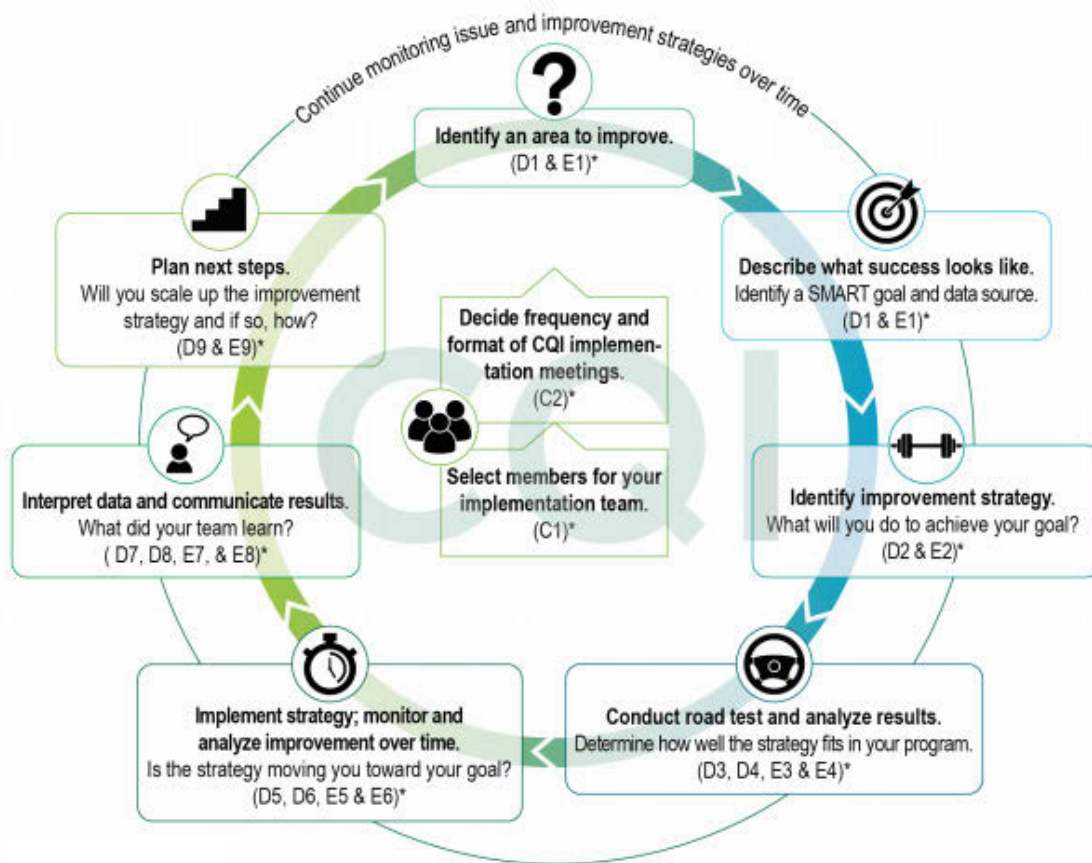 Continue monitoring issue and improvement strategies over time
Identify an area to improve.
(D1 & E1)*
Describe what success looks like.
Identify a SMART goal and data source.
(D1 & E1)*
Identify improvement strategy.
What will you do to achieve your goal?
(D2 & E2)*
Conduct road test and analyze results.
Determine how well the strategy fits in your program.
(D3, D4, E3 & E4)*
Implement strategy; monitor and
analyze improvement over time.
Is the strategy moving you toward your goal?
(D5, D6, E5 & E6)*
Interpret data and communicate results.
What did your team learn?
( D7, D8, E7, & E8)*
Plan next steps.
Will you scale up the improvement
strategy and if so, how?
(D9 & E9)*
Decide frequency and
format of CQI implemen-
tation meetings.
(C2)*
Select members for your
implementation team.
(C1)*
CQI